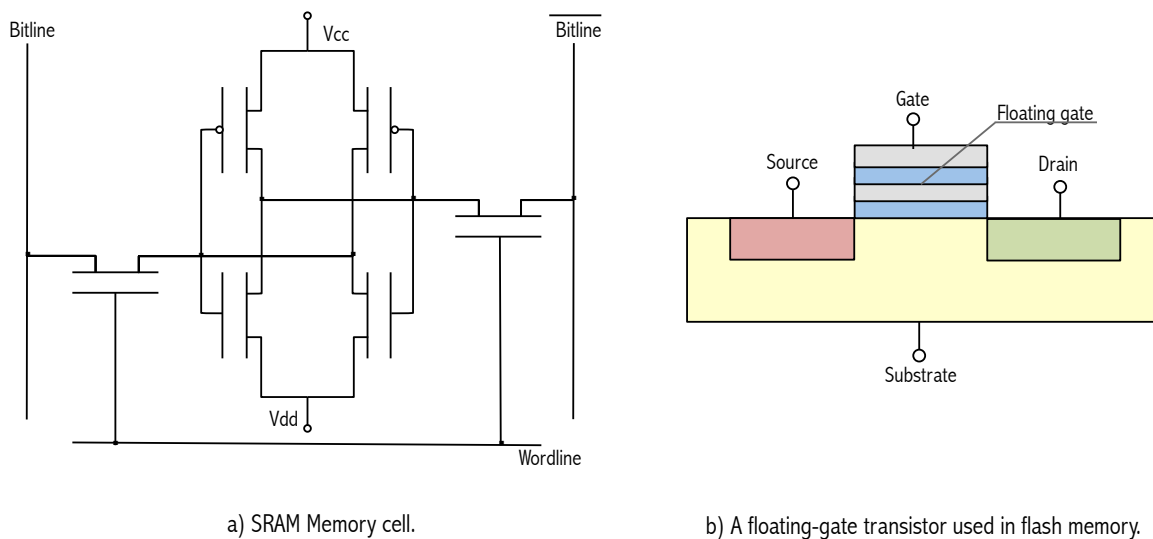 Bitline
Vcc
Bitline
Vdd
Wordline
a) SRAM Memory cell.
Gate
Floating gate
Source
Drain
Substrate
b) A floating-gate transistor used in flash memory.